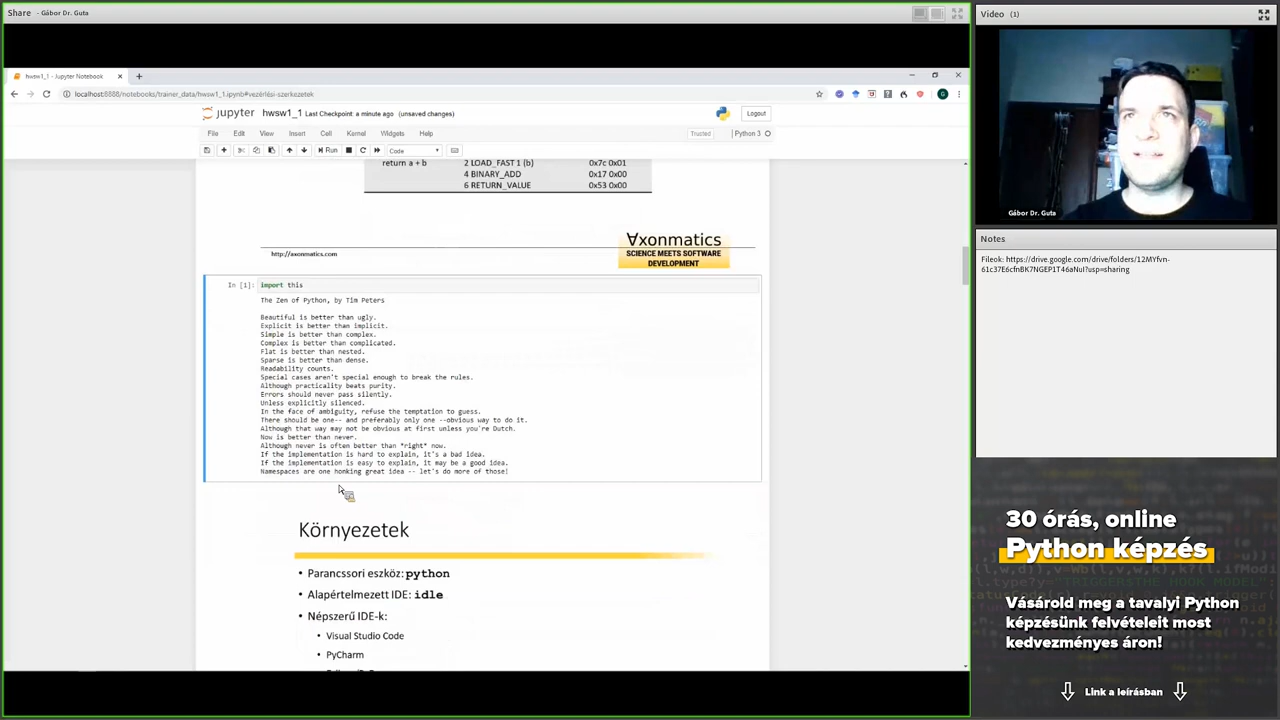 Share - Gábor Dr. Guta
hwsw1_1 - Jupyter Notebook
localhost:8888/notebooks/trainer_data/hwsw1_1.ipynb#vezérlési-szerkezetek
jupyter hwsw1_1 Last Checkpoint: a minute ago (unsaved changes)
Logout
File Edit View Insert Cell Kernel Widgets Help
Trusted Python 3
Run Code
return a + b 2 LOAD_FAST 1 (b) 0x7c 0x01
4 BINARY_ADD 0x17 0x00
6 RETURN_VALUE 0x53 0x00
http://axonmatics.com
∀xonmatics
SCIENCE MEETS SOFTWARE
DEVELOPMENT
In [1]: import this
The Zen of Python, by Tim Peters
Beautiful is better than ugly.
Explicit is better than implicit.
Simple is better than complex.
Complex is better than complicated.
Flat is better than nested.
Sparse is better than dense.
Readability counts.
Special cases aren't special enough to break the rules.
Although practicality beats purity.
Errors should never pass silently.
Unless explicitly silenced.
In the face of ambiguity, refuse the temptation to guess.
There should be one-- and preferably only one --obvious way to do it.
Although that way may not be obvious at first unless you're Dutch.
Now is better than never.
Although never is often better than *right* now.
If the implementation is hard to explain, it's a bad idea.
If the implementation is easy to explain, it may be a good idea.
Namespaces are one honking great idea -- let's do more of those!
Környezetek
• Parancssori eszköz: python
• Alapértelmezett IDE: idle
• Népszerű IDE-k:
• Visual Studio Code
• PyCharm
Video (1)
Gábor Dr. Guta
Notes
Fileok: https://drive.google.com/drive/folders/12MYfvn-
61c37E6cfnBK7NGEP1T46aNuI?usp=sharing
30 órás, online
Python képzés
Vásárold meg a tavalyi Python
képzésünk felvételeit most
kedvezményes áron!
Link a leírásban